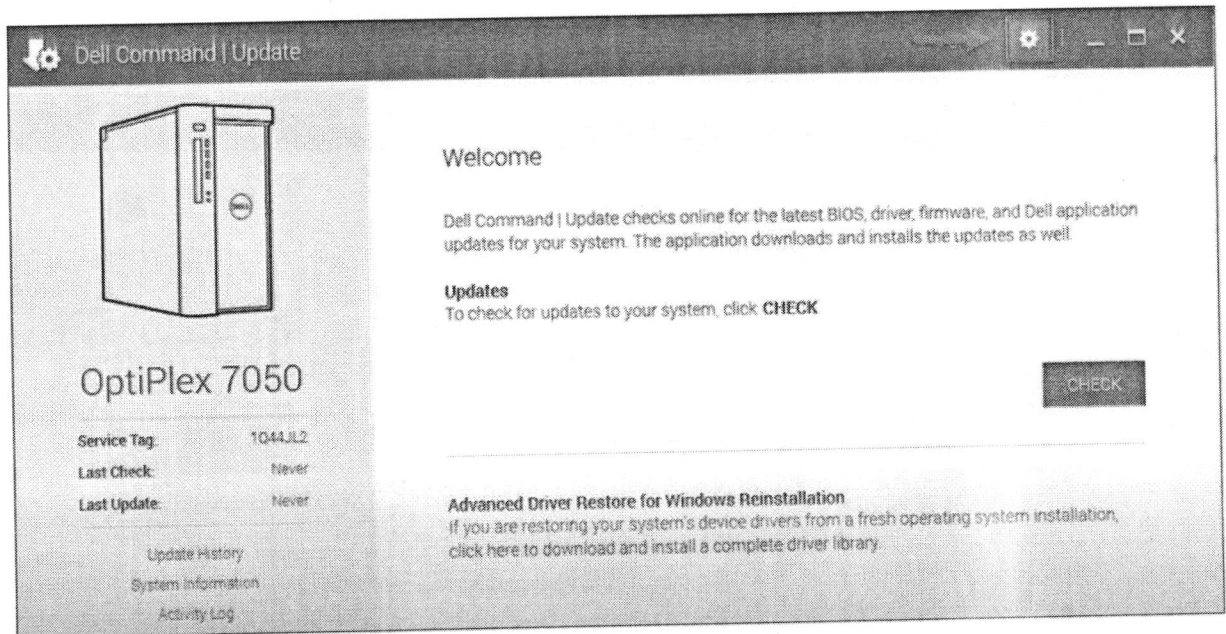 Dell Command | Update
Welcome
Dell Command | Update checks online for the latest BIOS, driver, firmware, and Dell application
updates for your system. The application downloads and installs the updates as well.
Updates
To check for updates to your system, click CHECK
CHECK
OptiPlex 7050
Service Tag: 1Q44JL2
Last Check: Never
Last Update: Never
Update History
System Information
Activity Log
Advanced Driver Restore for Windows Reinstallation
If you are restoring your system's device drivers from a fresh operating system installation,
click here to download and install a complete driver library.
DELL